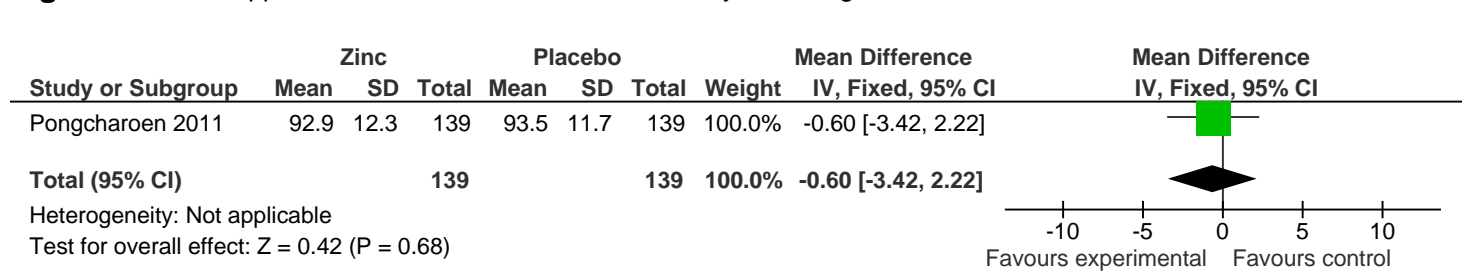 Zinc Placebo Mean Difference Mean Difference
Study or Subgroup Mean SD Total Mean SD Total Weight IV, Fixed, 95% CI IV, Fixed, 95% CI
Pongcharoen 2011 92.9 12.3 139 93.5 11.7 139 100.0% -0.60 [-3.42, 2.22]
Total (95% CI) 139 139 100.0% -0.60 [-3.42, 2.22]
Heterogeneity: Not applicable
Test for overall effect: Z = 0.42 (P = 0.68)
-10 -5 0 5 10
Favours experimental Favours control